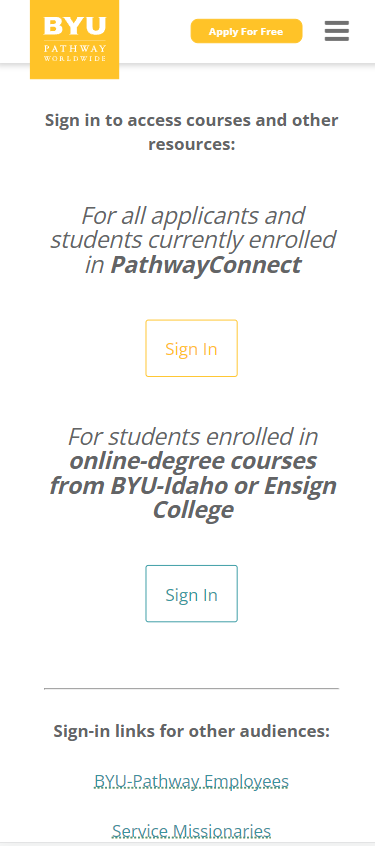 BYU
PATHWAY
WORLDWIDE
Apply For Free
Sign in to access courses and other
resources:
For all applicants and
students currently enrolled
in PathwayConnect
Sign In
For students enrolled in
online-degree courses
from BYU-Idaho or Ensign
College
Sign In
Sign-in links for other audiences:
BYU-Pathway Employees
Service Missionaries